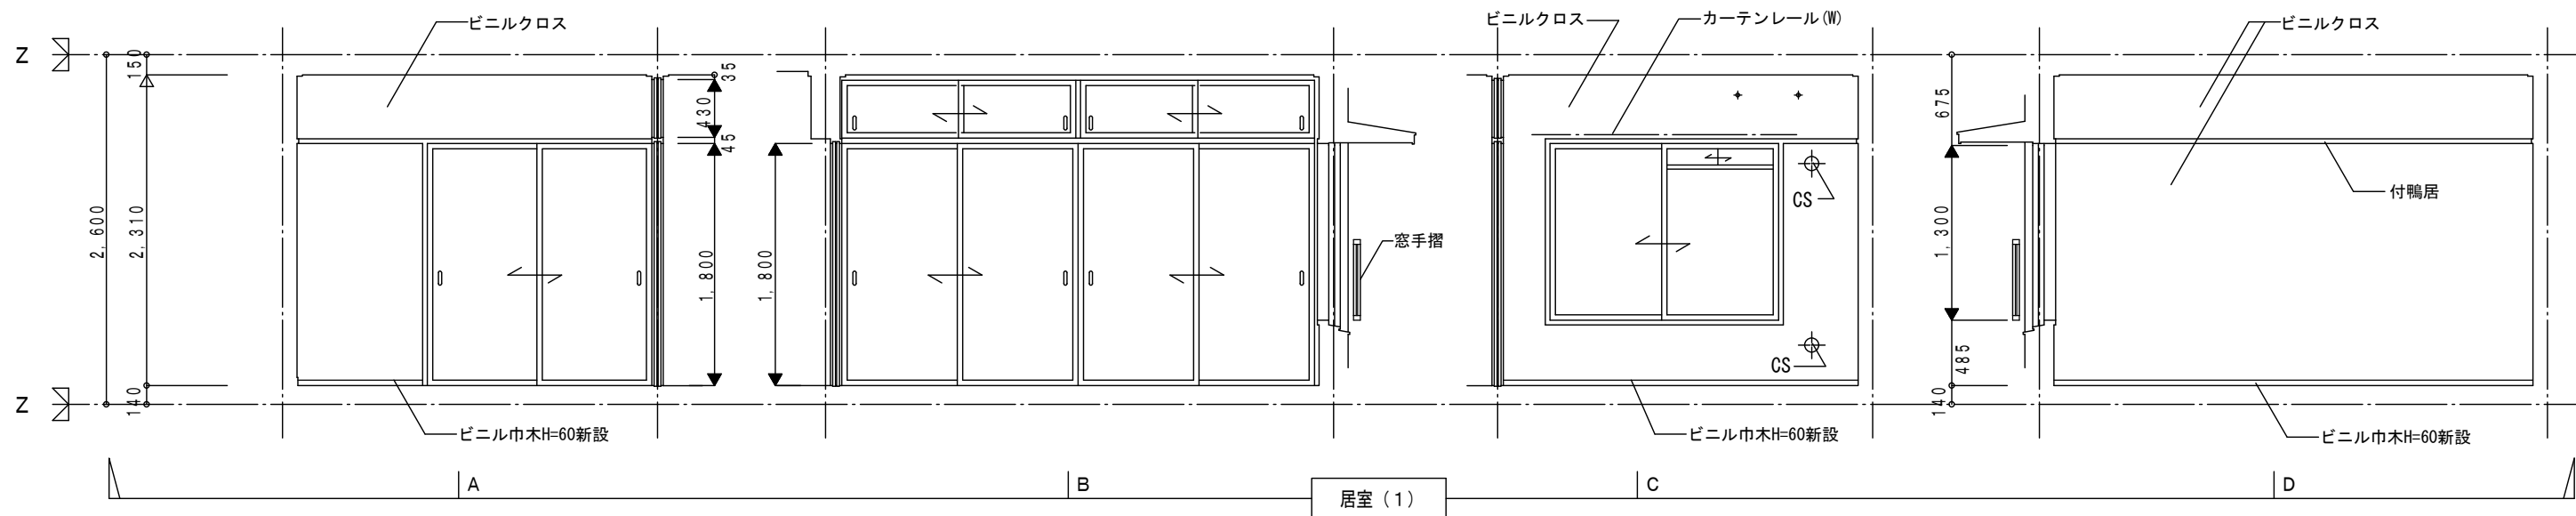 ビニルクロス
ビニルクロス
カーテンレール(W)
ビニルクロス
Z
150
35
430
45
675
2,600
2,310
1,800
1,800
窓手摺
CS
CS
1,300
付鴨居
485
Z
140
140
ビニル巾木H=60新設
ビニル巾木H=60新設
ビニル巾木H=60新設
A
B
C
D
居室（1）